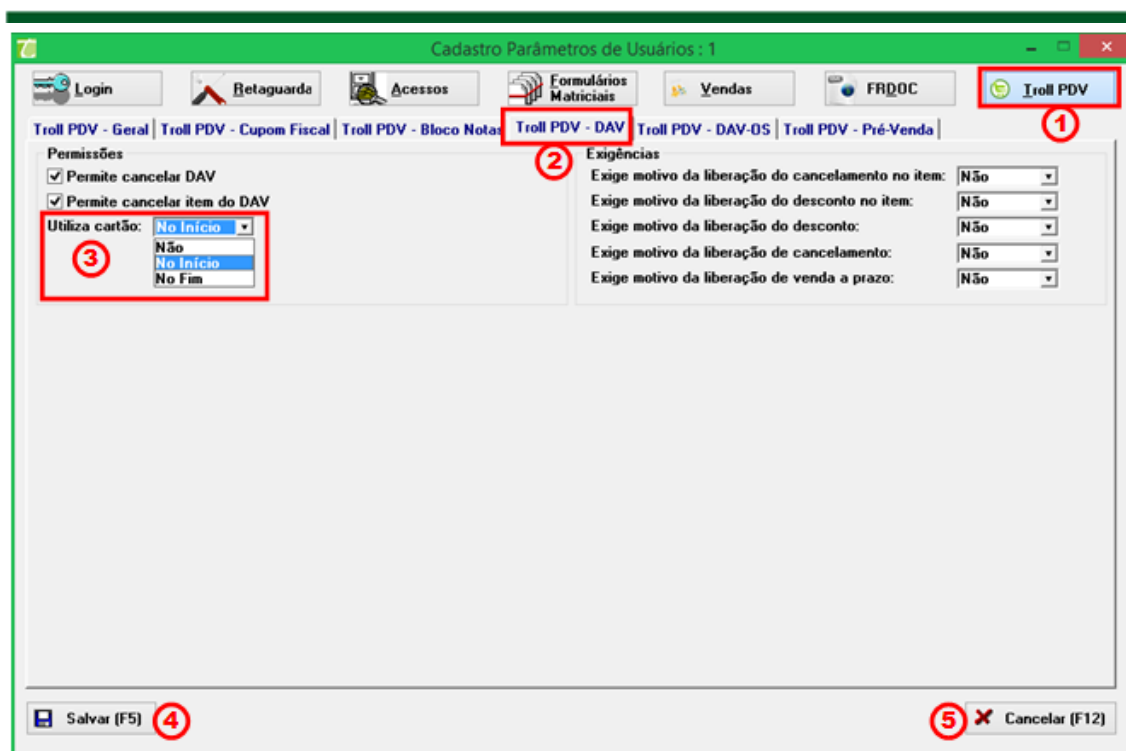 Cadastro Parâmetros de Usuários : 1
Login
Retaguarda
Acessos
Formulários
Matriciais
Vendas
FRDOC
Troll PDV
1
Troll PDV - Geral
Troll PDV - Cupom Fiscal
Troll PDV - Bloco Notas
Troll PDV - DAV
Troll PDV - DAV-OS
Troll PDV - Pré-Venda
2
Permissões
Permite cancelar DAV
Permite cancelar item do DAV
Utiliza cartão: No Início
Não
No Início
No Fim
3
Exigências
Exige motivo da liberação do cancelamento no item: Não
Exige motivo da liberação do desconto no item: Não
Exige motivo da liberação do desconto: Não
Exige motivo da liberação de cancelamento: Não
Exige motivo da liberação de venda a prazo: Não
Salvar (F5)
4
5
Cancelar (F12)